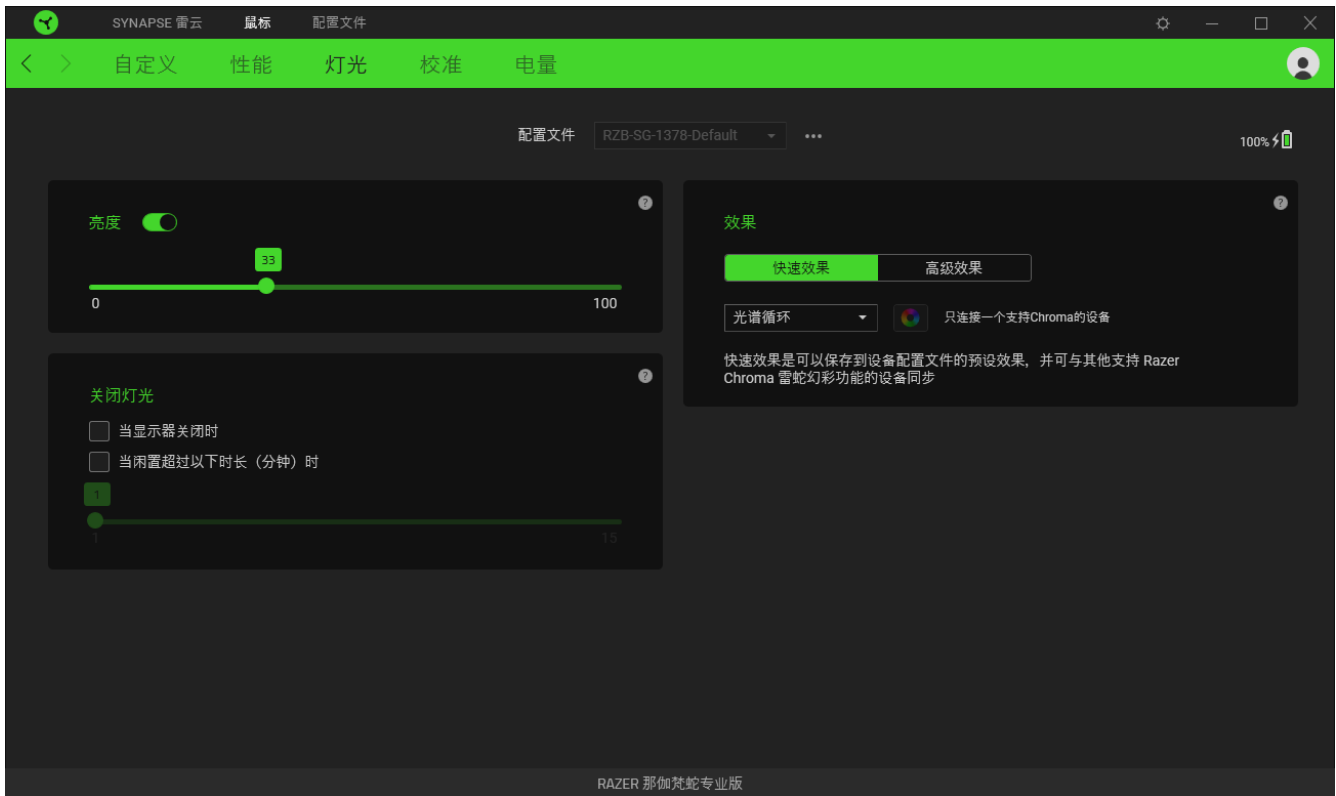 SYNAPSE 雷云 鼠标 配置文件
自定义 性能 灯光 校准 电量
配置文件 RZB-SG-1378-Default
100%
亮度
33
0 100
关闭灯光
当显示器关闭时
当闲置超过以下时长（分钟）时
1
1 15
效果
快速效果 高级效果
光谱循环 只连接一个支持Chroma的设备
快速效果是可以保存到设备配置文件的预设效果，并可与其他支持 Razer
Chroma 雷蛇幻彩功能的设备同步
RAZER 那伽梵蛇专业版